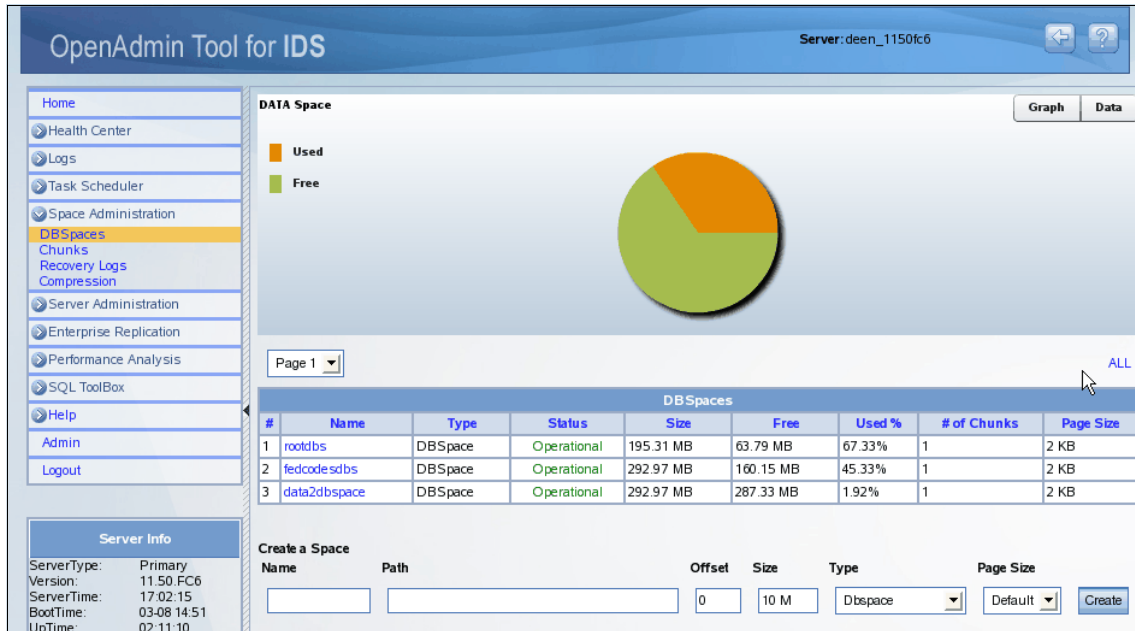 OpenAdmin Tool for IDS
Server:deen_1150fc6
Home
Health Center
Logs
Task Scheduler
Space Administration
DBSpaces
Chunks
Recovery Logs
Compression
Server Administration
Enterprise Replication
Performance Analysis
SQL ToolBox
Help
Admin
Logout
Server Info
ServerType: Primary
Version: 11.50.FC6
ServerTime: 17:02:15
BootTime: 03-08 14:51
UpTime: 02:11:10
DATA Space
Graph Data
Used
Free
Page 1
ALL
DBSpaces
# Name Type Status Size Free Used % # of Chunks Page Size
1 rootdbs DBSpace Operational 195.31 MB 63.79 MB 67.33% 1 2 KB
2 fedcodesdbs DBSpace Operational 292.97 MB 160.15 MB 45.33% 1 2 KB
3 data2dbspace DBSpace Operational 292.97 MB 287.33 MB 1.92% 1 2 KB
Create a Space
Name Path Offset Size Type Page Size
0 10 M Dbspace Default Create